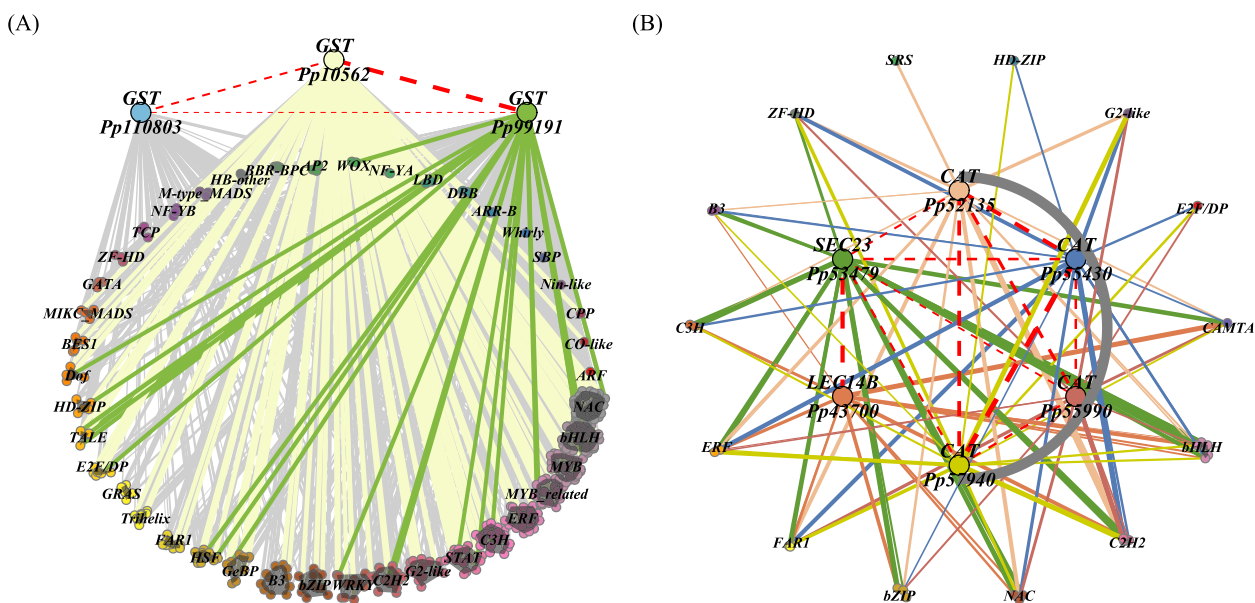 (A)
GST
Pp10562
GST
Pp110803
GST
Pp99191
WOX
AP2
NF-YA
BBR-BPC
LBD
HB-other
DBB
M-type_MADS
ARR-B
NF-YB
Whirly
TCP
SBP
ZF-HD
Nin-like
GATA
CPP
MIKC_MADS
CO-like
BES1
ARF
Dof
NAC
HD-ZIP
bHLH
TALE
MYB
E2F/DP
MYB_related
GRAS
ERF
Trihelix
C3H
FAR1
STAT
HSF
G2-like
GeBP
C2H2
B3
bZIP
WRKY
(B)
SRS
HD-ZIP
ZF-HD
G2-like
CAT
Pp52135
B3
E2F/DP
SEC23
Pp53479
CAT
Pp55430
C3H
CAMTA
LEC14B
Pp43700
CAT
Pp55990
ERF
bHLH
CAT
Pp57940
FAR1
C2H2
bZIP
NAC